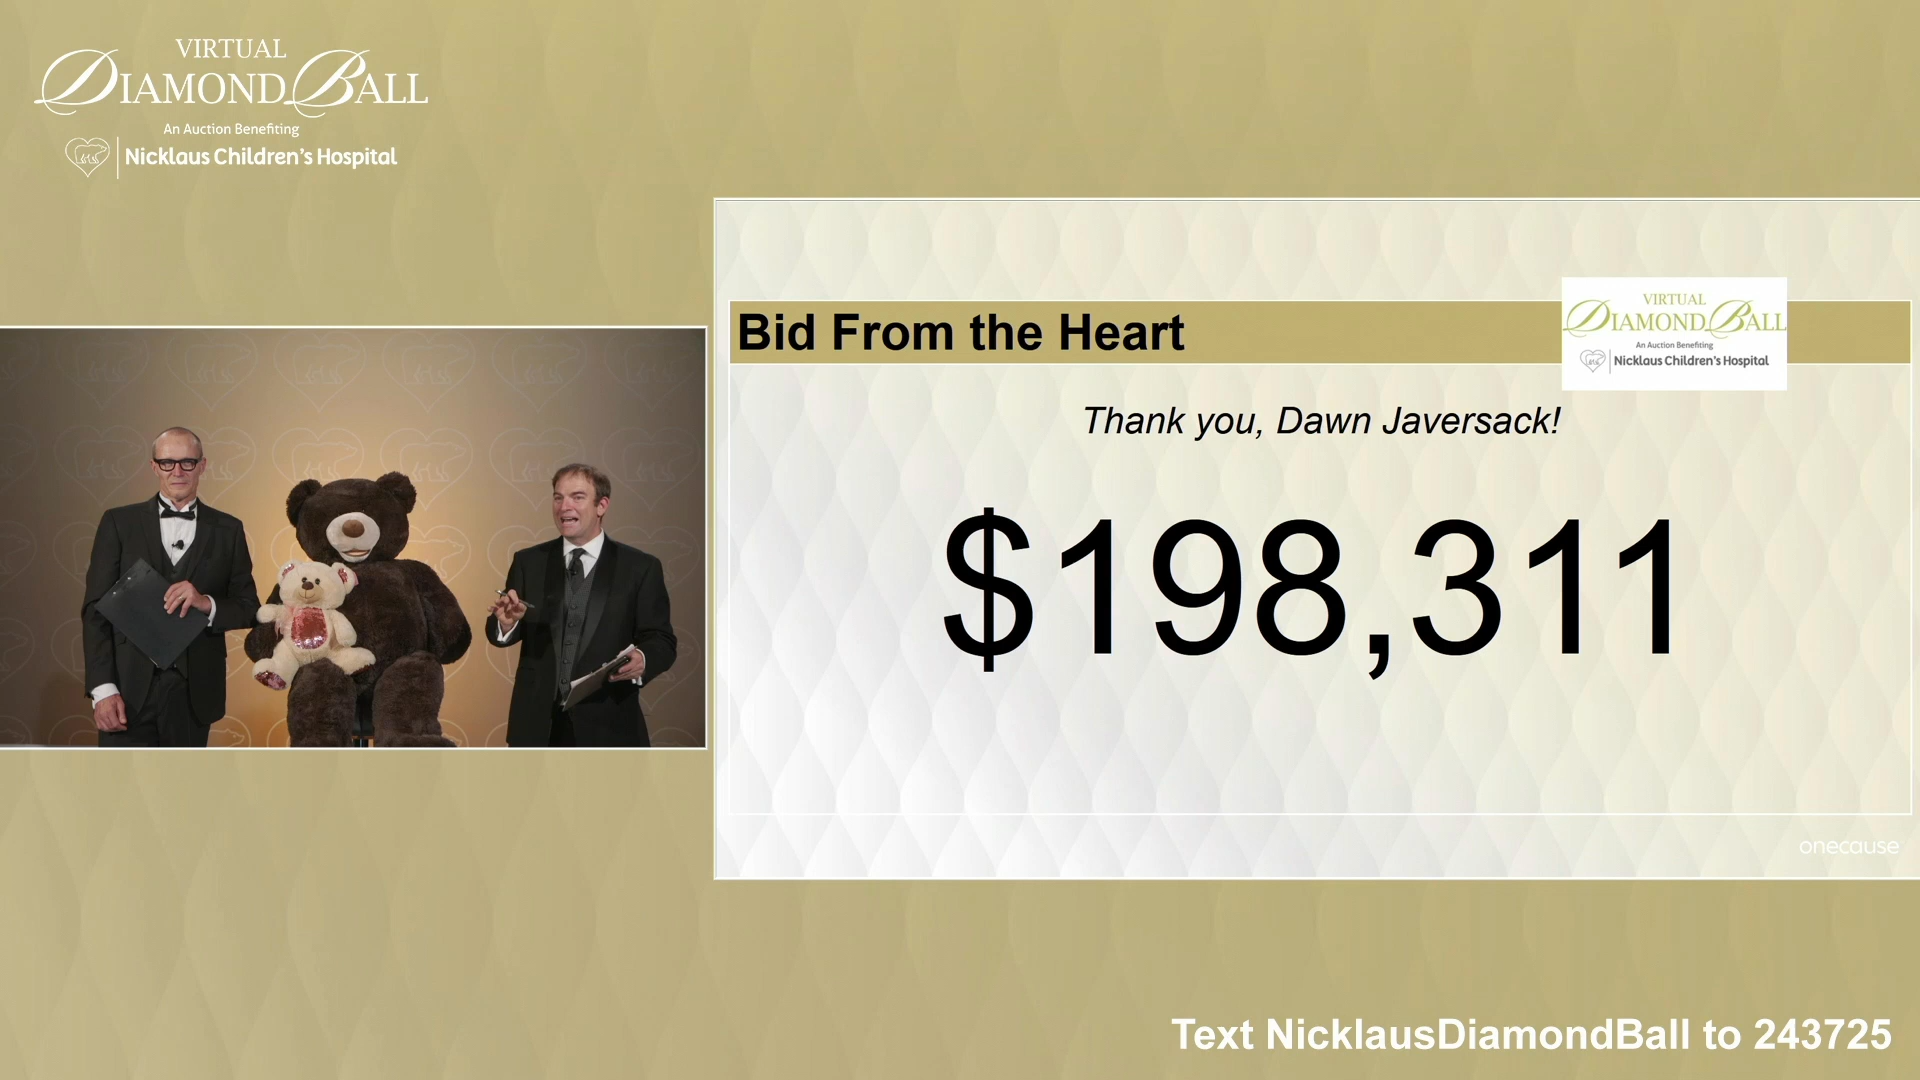 VIRTUAL
DIAMOND BALL
An Auction Benefiting
Nicklaus Children's Hospital
Bid From the Heart
VIRTUAL
DIAMOND BALL
An Auction Benefiting
Nicklaus Children's Hospital
Thank you, Dawn Javersack!
$198,311
onecause
Text NicklausDiamondBall to 243725